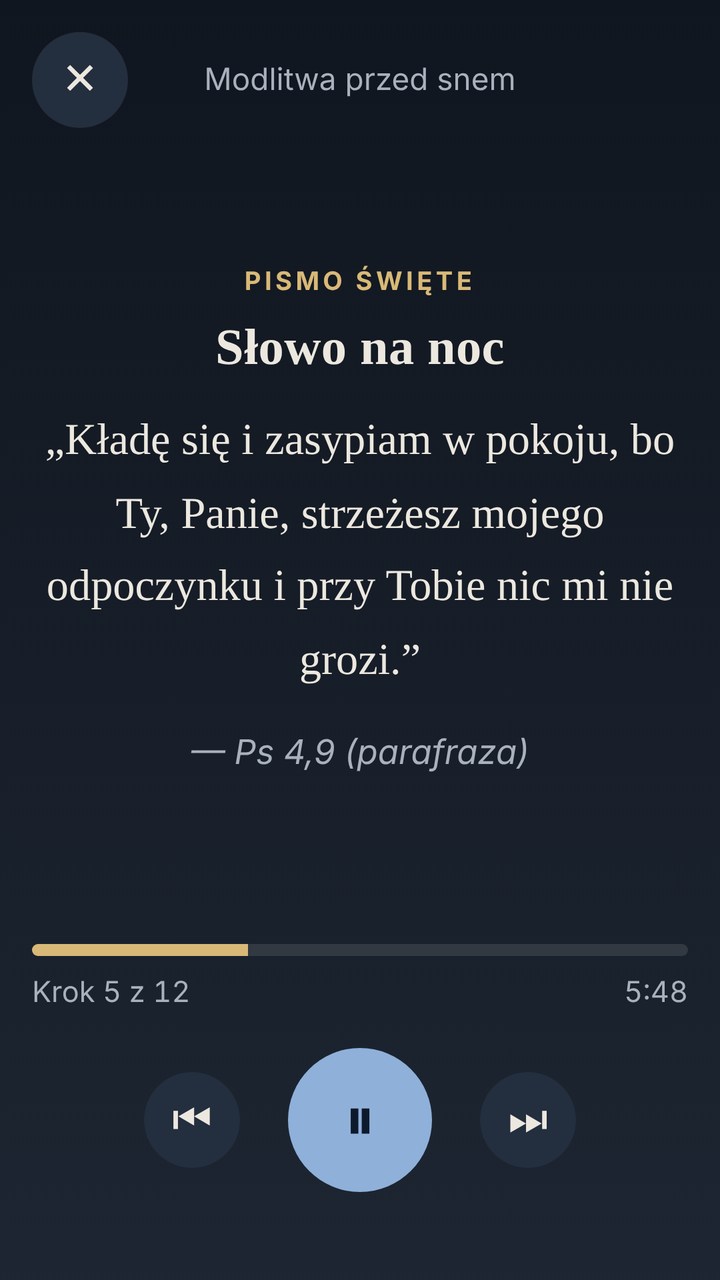 Modlitwa przed snem
PISMO ŚWIĘTE
Słowo na noc
„Kładę się i zasypiam w pokoju, bo
Ty, Panie, strzeżesz mojego
odpoczynku i przy Tobie nic mi nie
grozi.”
— Ps 4,9 (parafraza)
Krok 5 z 12
5:48